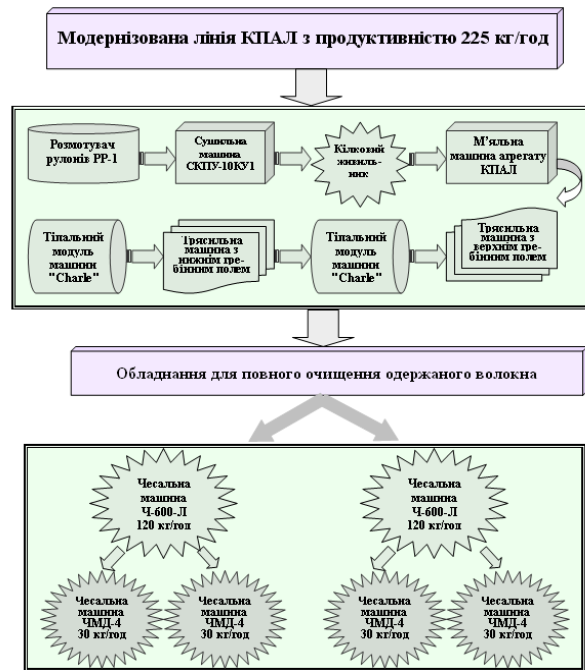 Модернізована лінія КПАЛ з продуктивністю 225 кг/год
Розмотувач
рулонів РР-1
Сушильна
машина
СКПУ-10КУ1
Кілковий
живиль-
ник
М’яльна
машина агрегату
КПАЛ
Тіпальний
модуль
машини
"Charle"
Трясильна
машина з
нижнім гре-
бінним полем
Тіпальний
модуль
машини
"Charle"
Трясильна
машина з
верхнім гре-
бінним полем
Обладнання для повного очищення одержаного волокна
Чесальна
машина
Ч-600-Л
120 кг/год
Чесальна
машина
Ч-600-Л
120 кг/год
Чесальна
машина
ЧМД-4
30 кг/год
Чесальна
машина
ЧМД-4
30 кг/год
Чесальна
машина
ЧМД-4
30 кг/год
Чесальна
машина
ЧМД-4
30 кг/год